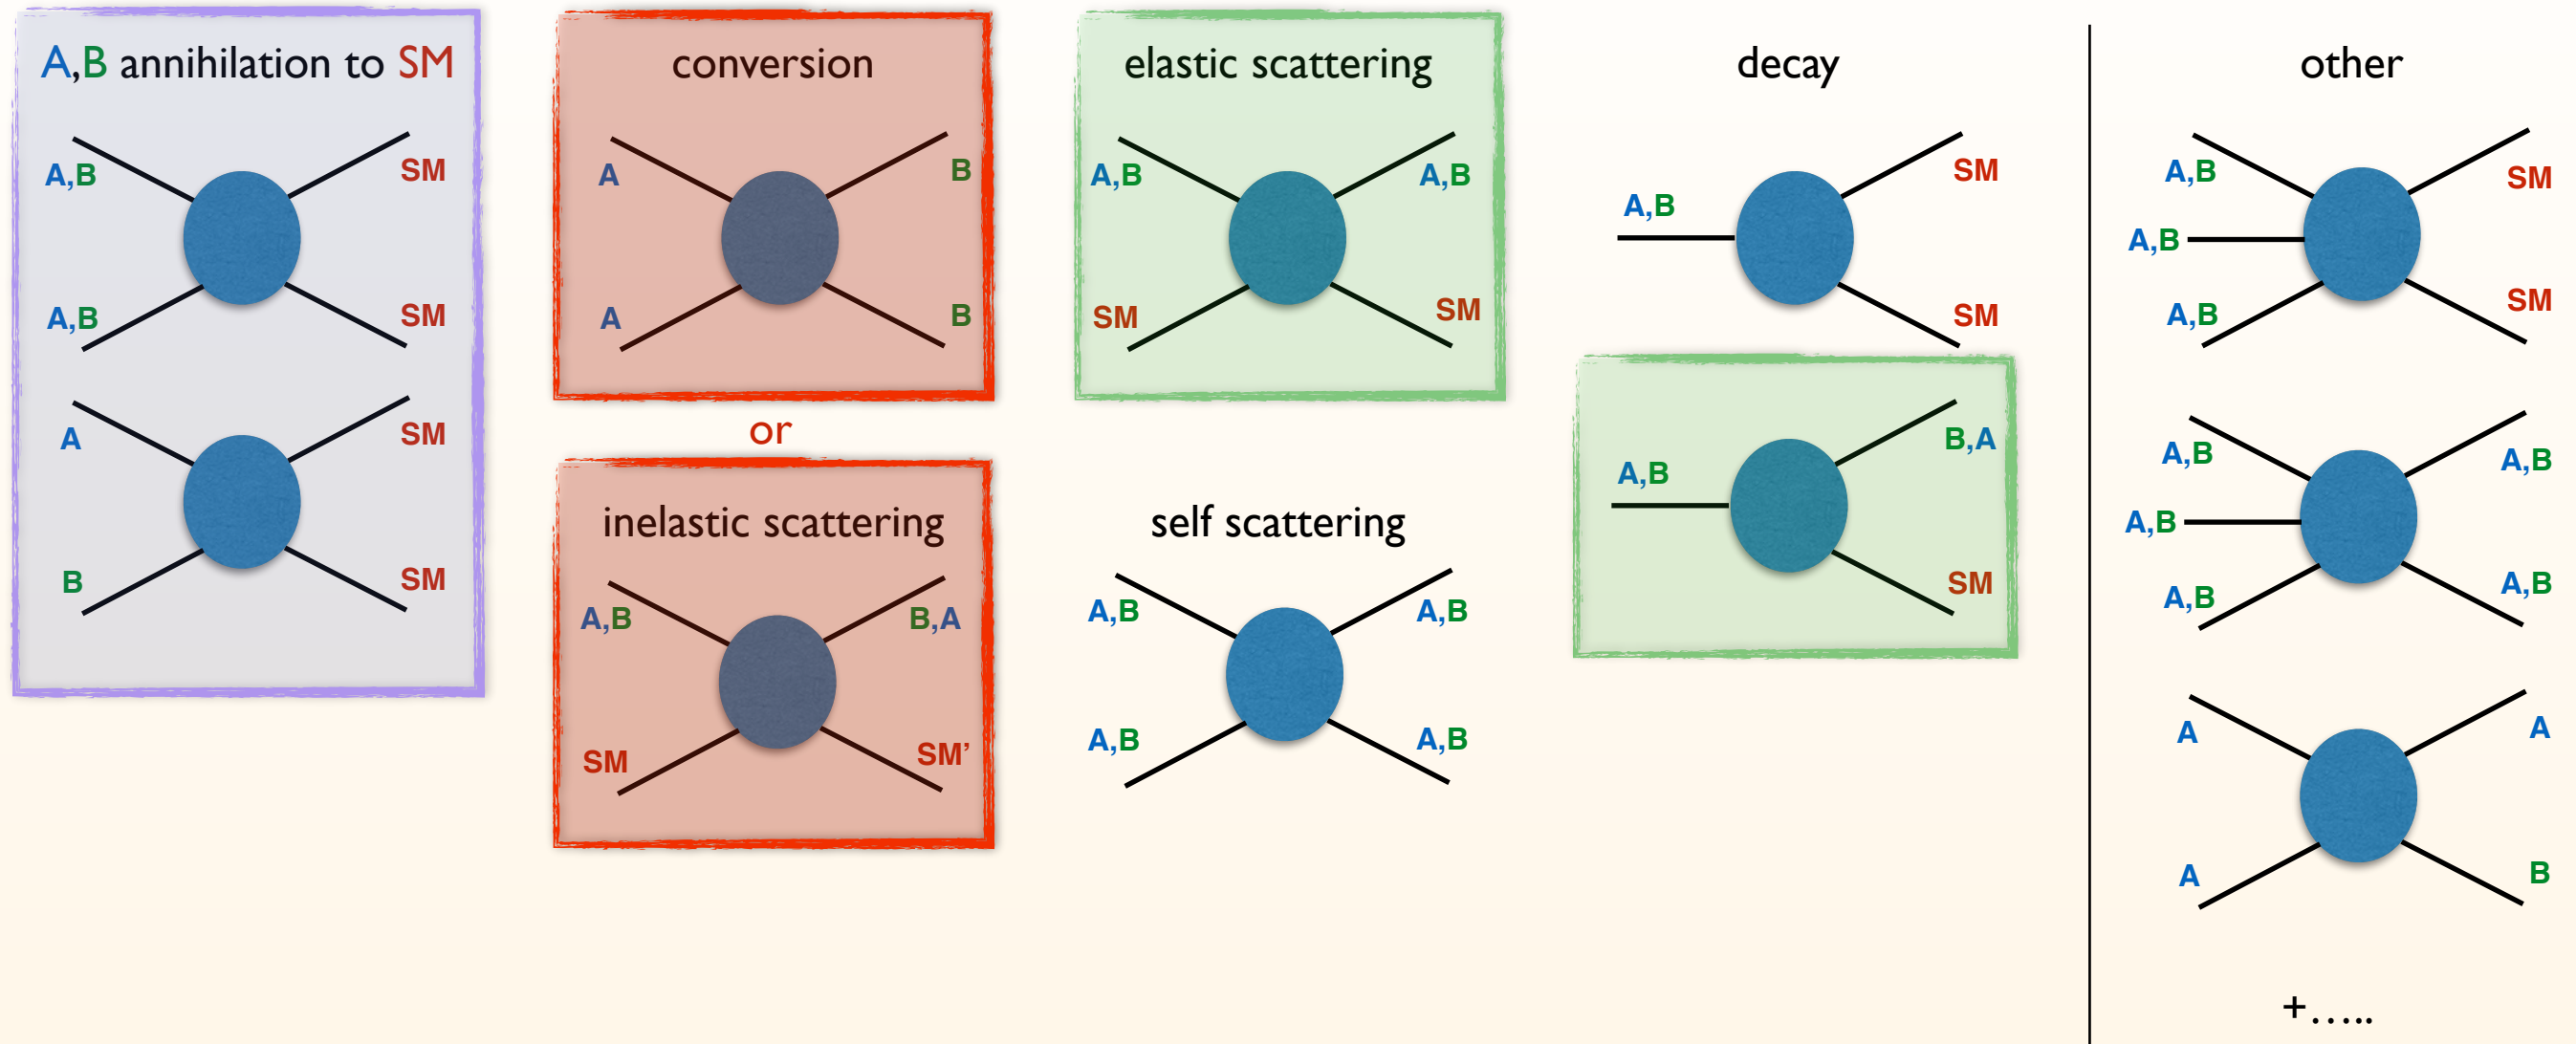 A,B annihilation to SM
A,B
SM
A,B
SM
A
SM
B
SM
conversion
A
B
A
B
or
inelastic scattering
A,B
B,A
SM
SM’
elastic scattering
A,B
A,B
SM
SM
self scattering
A,B
A,B
A,B
A,B
decay
SM
A,B
SM
B,A
A,B
SM
other
A,B
SM
A,B
A,B
SM
A,B
A,B
A,B
A,B
A,B
A
A
A
B
+.....